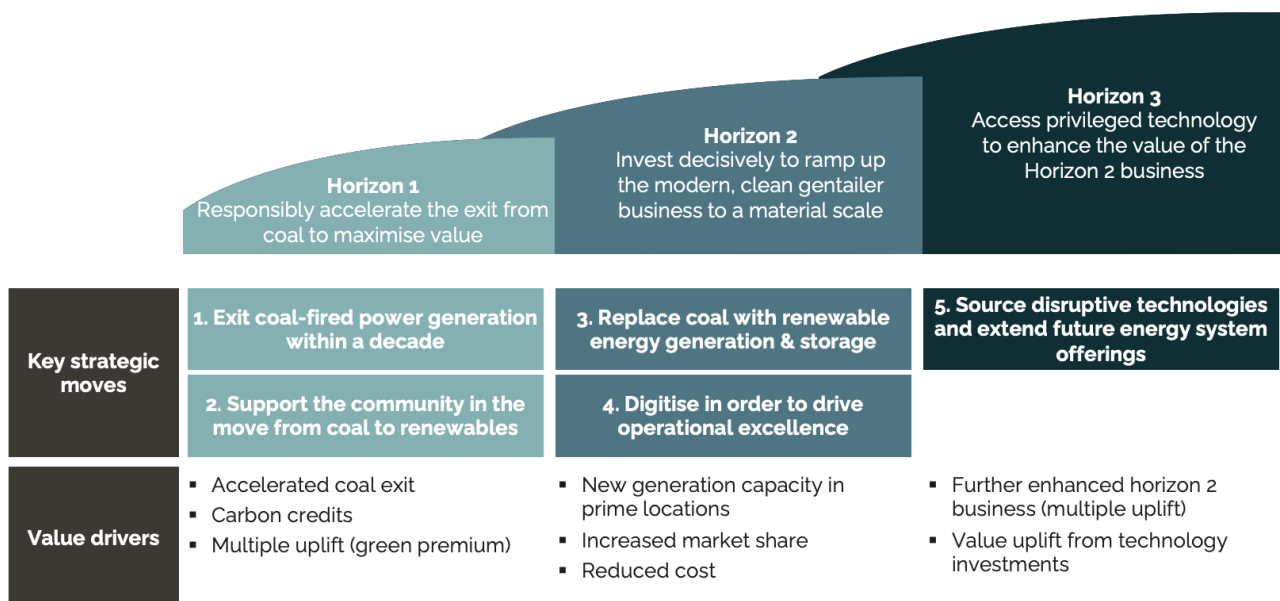 Horizon 1
Responsibly accelerate the exit from
coal to maximise value
Horizon 2
Invest decisively to ramp up
the modern, clean gentailer
business to a material scale
Horizon 3
Access privileged technology
to enhance the value of the
Horizon 2 business
Key strategic
moves
1. Exit coal-fired power generation
within a decade
2. Support the community in the
move from coal to renewables
3. Replace coal with renewable
energy generation & storage
4. Digitise in order to drive
operational excellence
5. Source disruptive technologies
and extend future energy system
offerings
Value drivers
▪ Accelerated coal exit
▪ Carbon credits
▪ Multiple uplift (green premium)
▪ New generation capacity in
prime locations
▪ Increased market share
▪ Reduced cost
▪ Further enhanced horizon 2
business (multiple uplift)
▪ Value uplift from technology
investments